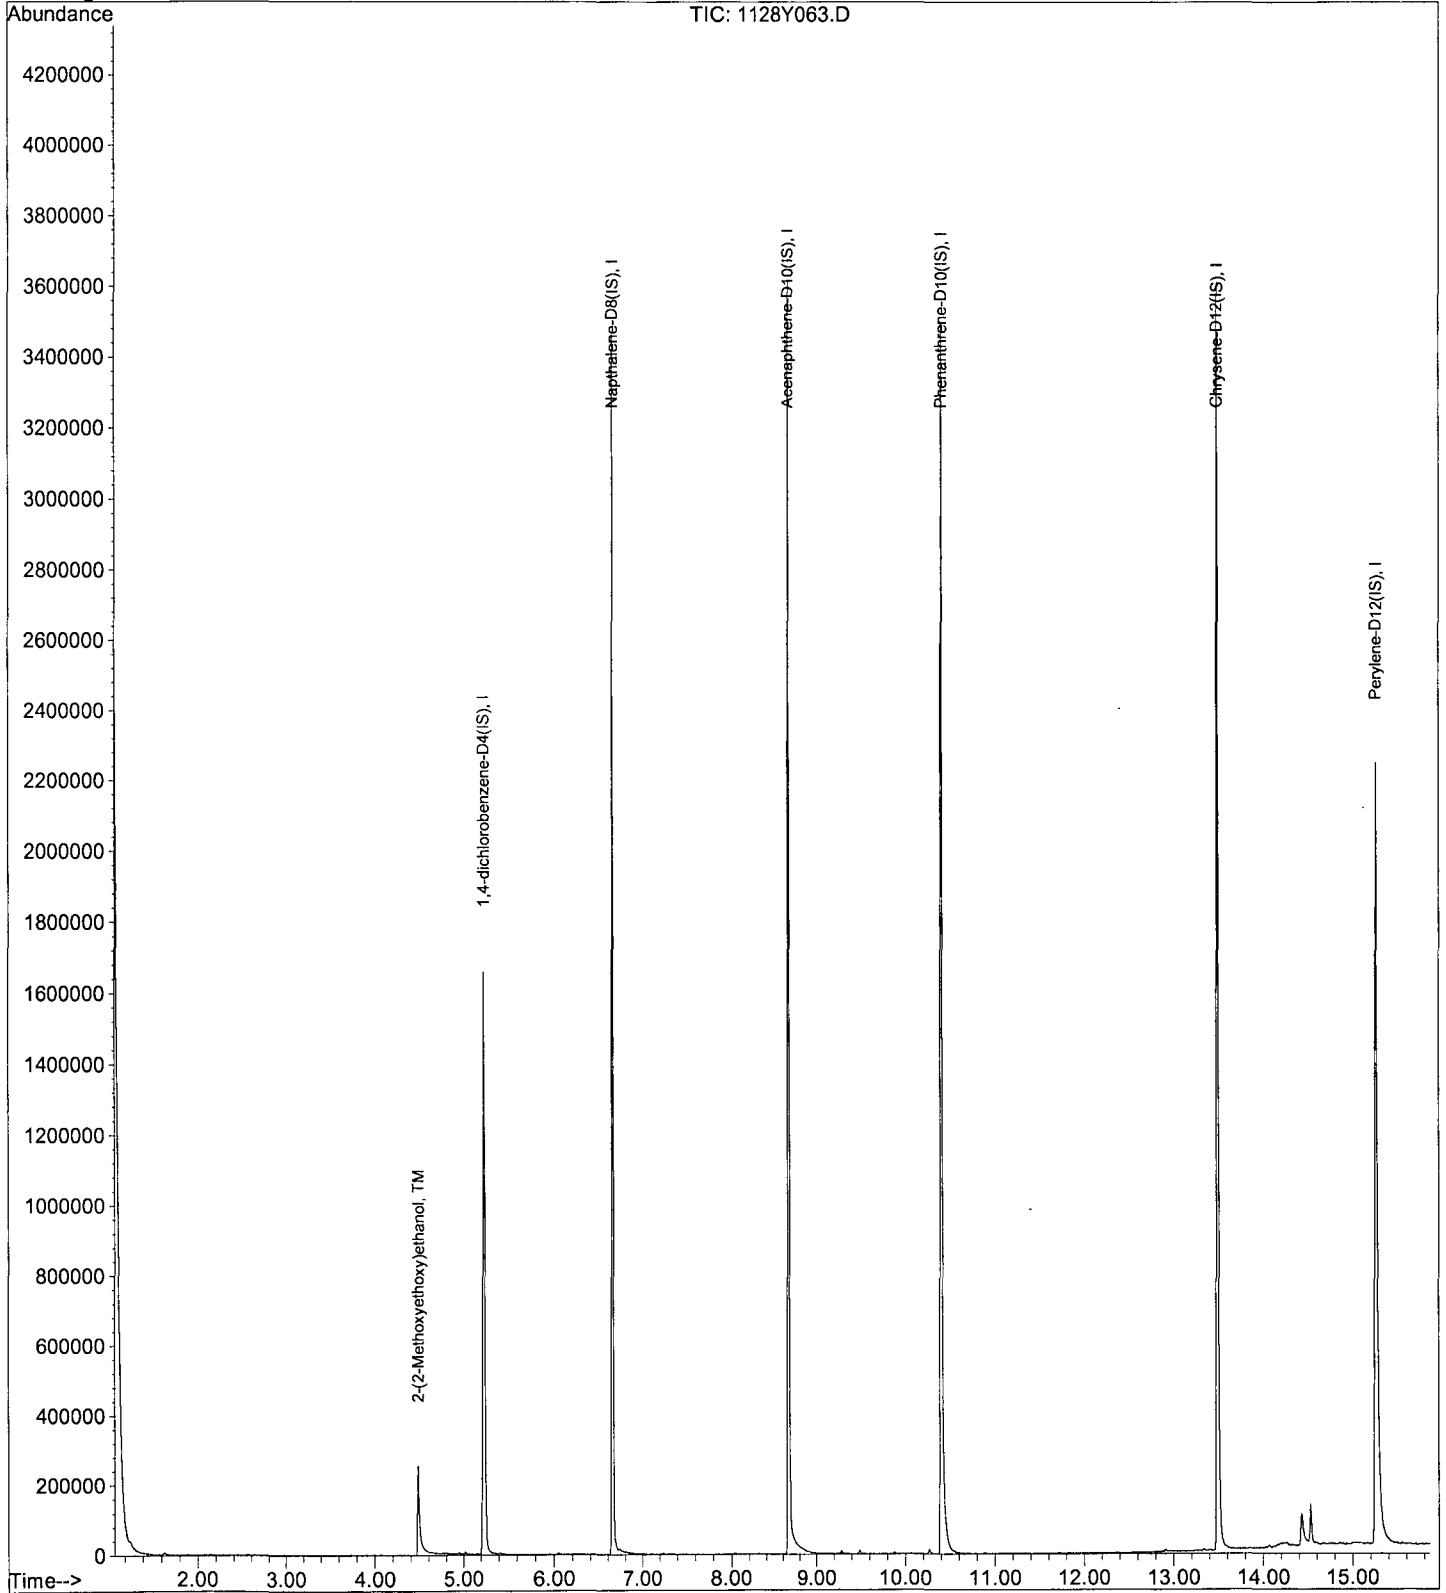 Abundance
TIC: 1128Y063.D
4200000
4000000
3800000
3600000
3400000
3200000
3000000
2800000
2600000
2400000
2200000
2000000
1800000
1600000
1400000
1200000
1000000
800000
600000
400000
200000
0
2-(2-Methoxyethoxy)ethanol, TM
1,4-dichlorobenzene-D4(IS), I
Napthalene-D8(IS), I
Acenaphthene-D10(IS), I
Phenanthrene-D10(IS), I
Chrysene-D12(IS), I
Perylene-D12(IS), I
Time--> 2.00 3.00 4.00 5.00 6.00 7.00 8.00 9.00 10.00 11.00 12.00 13.00 14.00 15.00